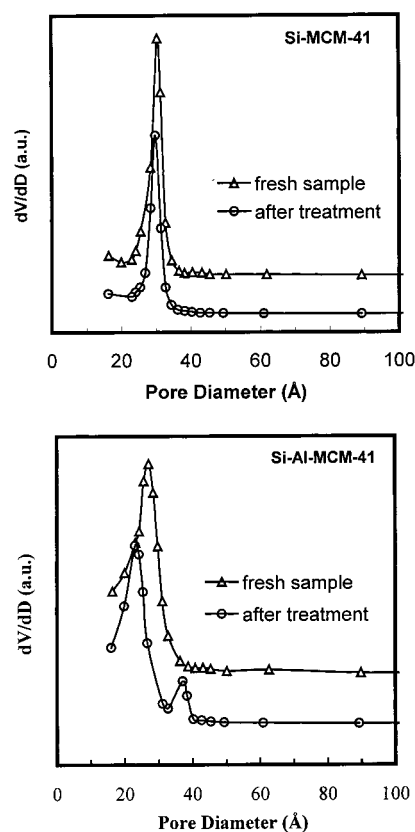 Si-MCM-41
dV/dD (a.u.)
fresh sample
after treatment
0 20 40 60 80 100
Pore Diameter (Å)
Si-Al-MCM-41
dV/dD (a.u.)
fresh sample
after treatment
0 20 40 60 80 100
Pore Diameter (Å)